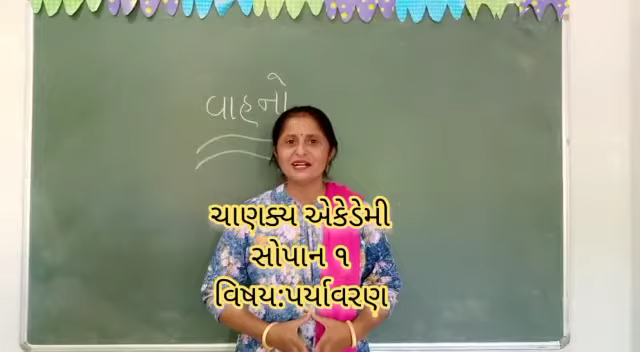 વાહનો
ચાણક્ય એકેડેમી
સોપાન ૧
વિષય:પર્યાવરણ